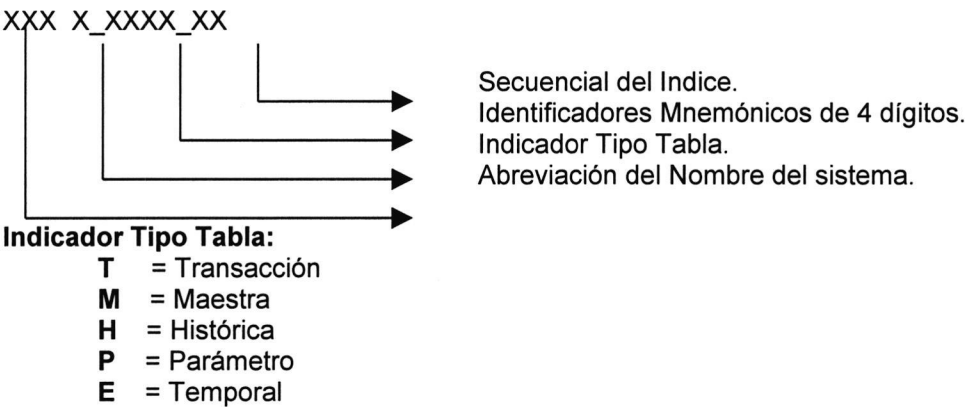 XXX X_XXXX_XX
Secuencial del Indice.
Identificadores Mnemónicos de 4 dígitos.
Indicador Tipo Tabla.
Abreviación del Nombre del sistema.
Indicador Tipo Tabla:
T = Transacción
M = Maestra
H = Histórica
P = Parámetro
E = Temporal